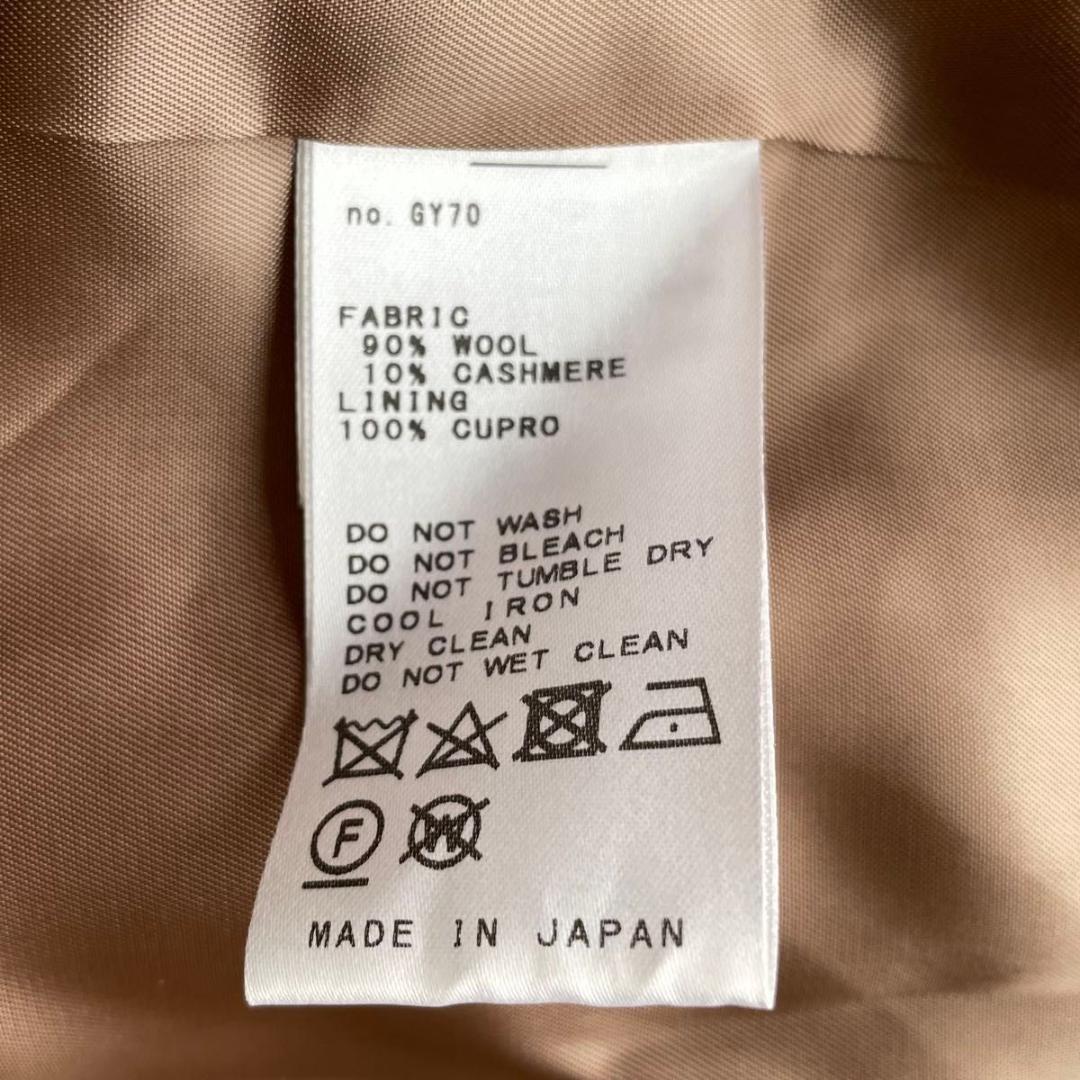 no. GY70
FABRIC
90% WOOL
10% CASHMERE
LINING
100% CUPRO
DO NOT WASH
DO NOT BLEACH
DO NOT TUMBLE DRY
COOL IRON
DRY CLEAN
DO NOT WET CLEAN
F W
MADE IN JAPAN